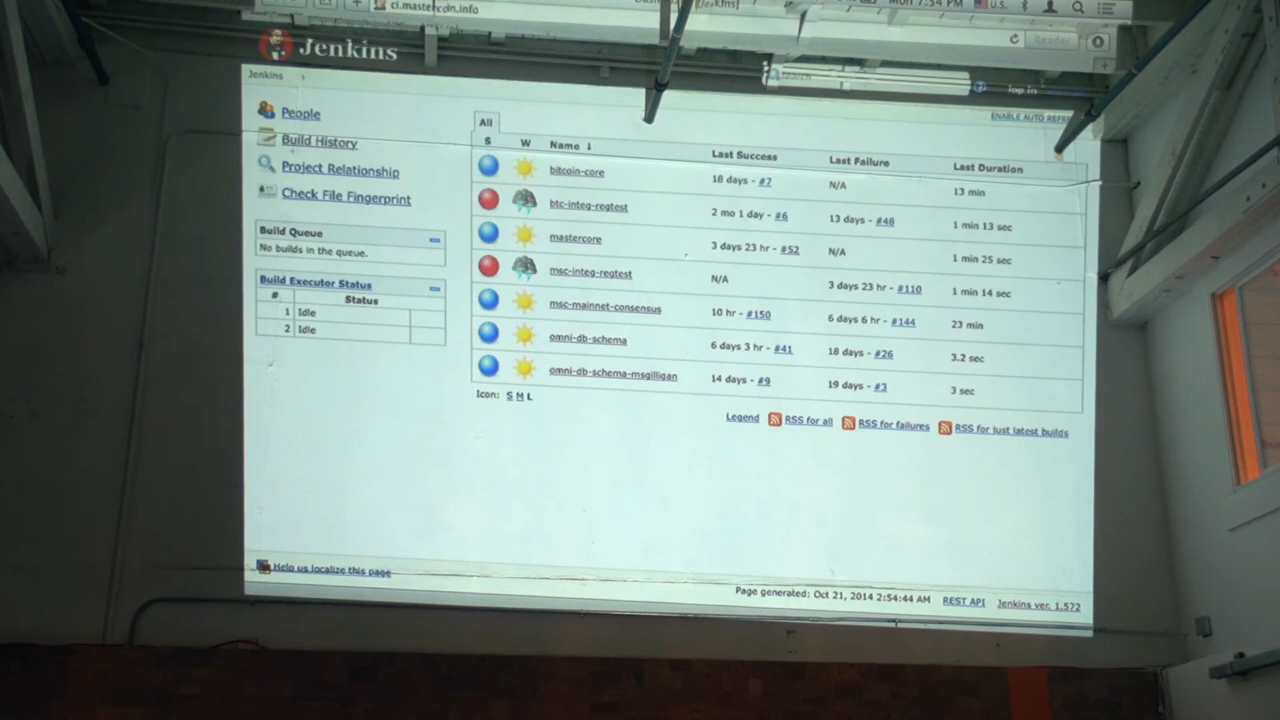 ci.mastercoin.info
Mon 7:54 PM U.S.
Reader
Jenkins
log in
Jenkins
ENABLE AUTO REFR
People
Build History
Project Relationship
Check File Fingerprint
Build Queue
No builds in the queue.
Build Executor Status
# Status
1 Idle
2 Idle
All
S W Name ↓ Last Success Last Failure Last Duration
bitcoin-core 18 days - #7 N/A 13 min
btc-integ-regtest 2 mo 1 day - #6 13 days - #48 1 min 13 sec
mastercore 3 days 23 hr - #52 N/A 1 min 25 sec
msc-integ-regtest N/A 3 days 23 hr - #110 1 min 14 sec
msc-mainnet-consensus 10 hr - #150 6 days 6 hr - #144 23 min
omni-db-schema 6 days 3 hr - #41 18 days - #26 3.2 sec
omni-db-schema-msgilligan 14 days - #9 19 days - #3 3 sec
Icon: S M L
Legend RSS for all RSS for failures RSS for just latest builds
Help us localize this page
Page generated: Oct 21, 2014 2:54:44 AM REST API Jenkins ver. 1.572